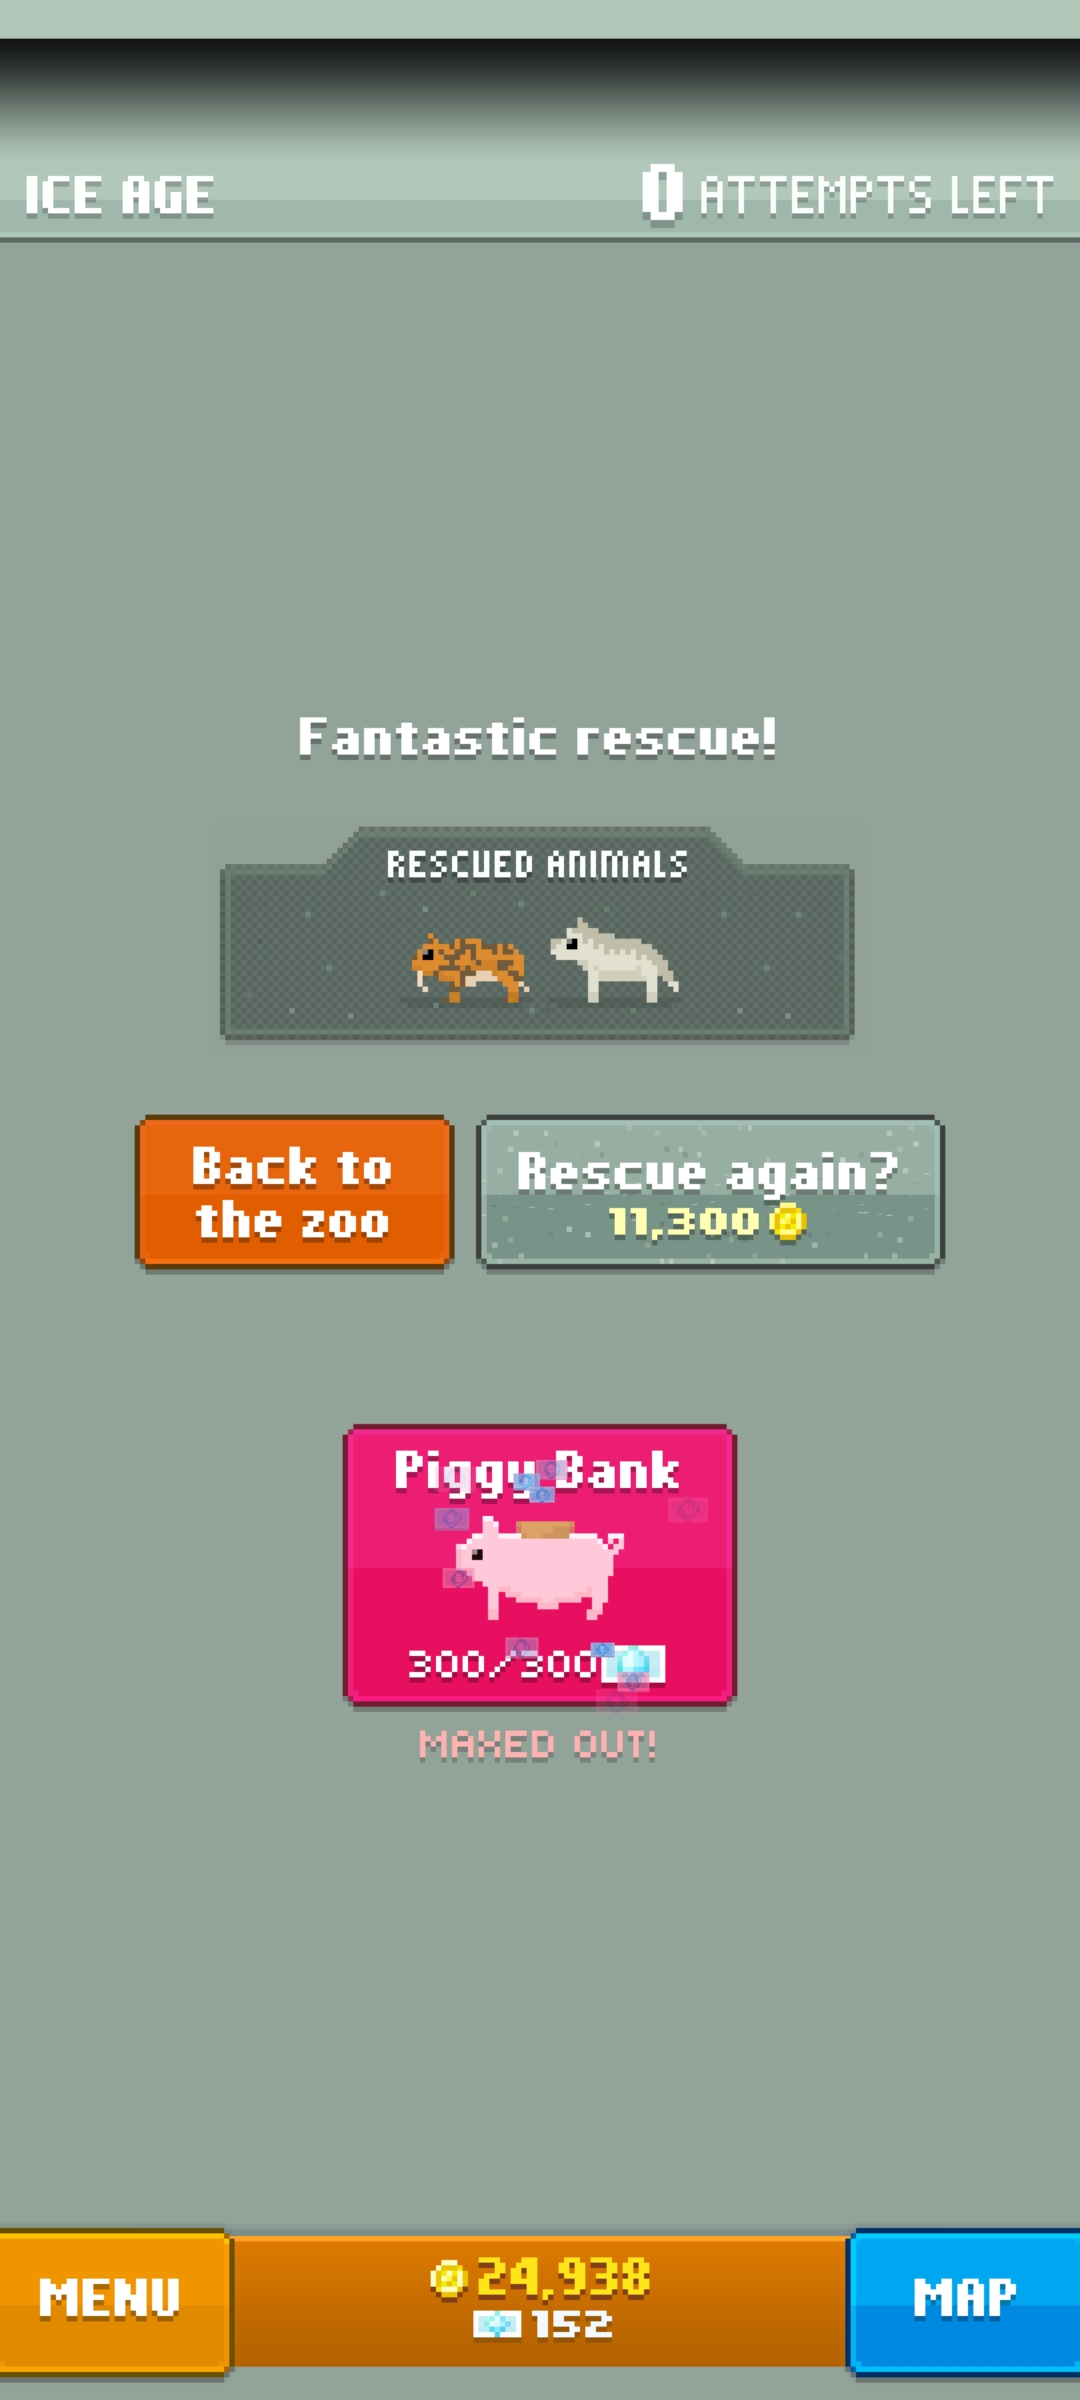 ICE AGE
0 ATTEMPTS LEFT
Fantastic rescue!
RESCUED ANIMALS
Back to
the zoo
Rescue again?
11,300
Piggy Bank
300/300
MAXED OUT!
MENU
24,938
152
MAP